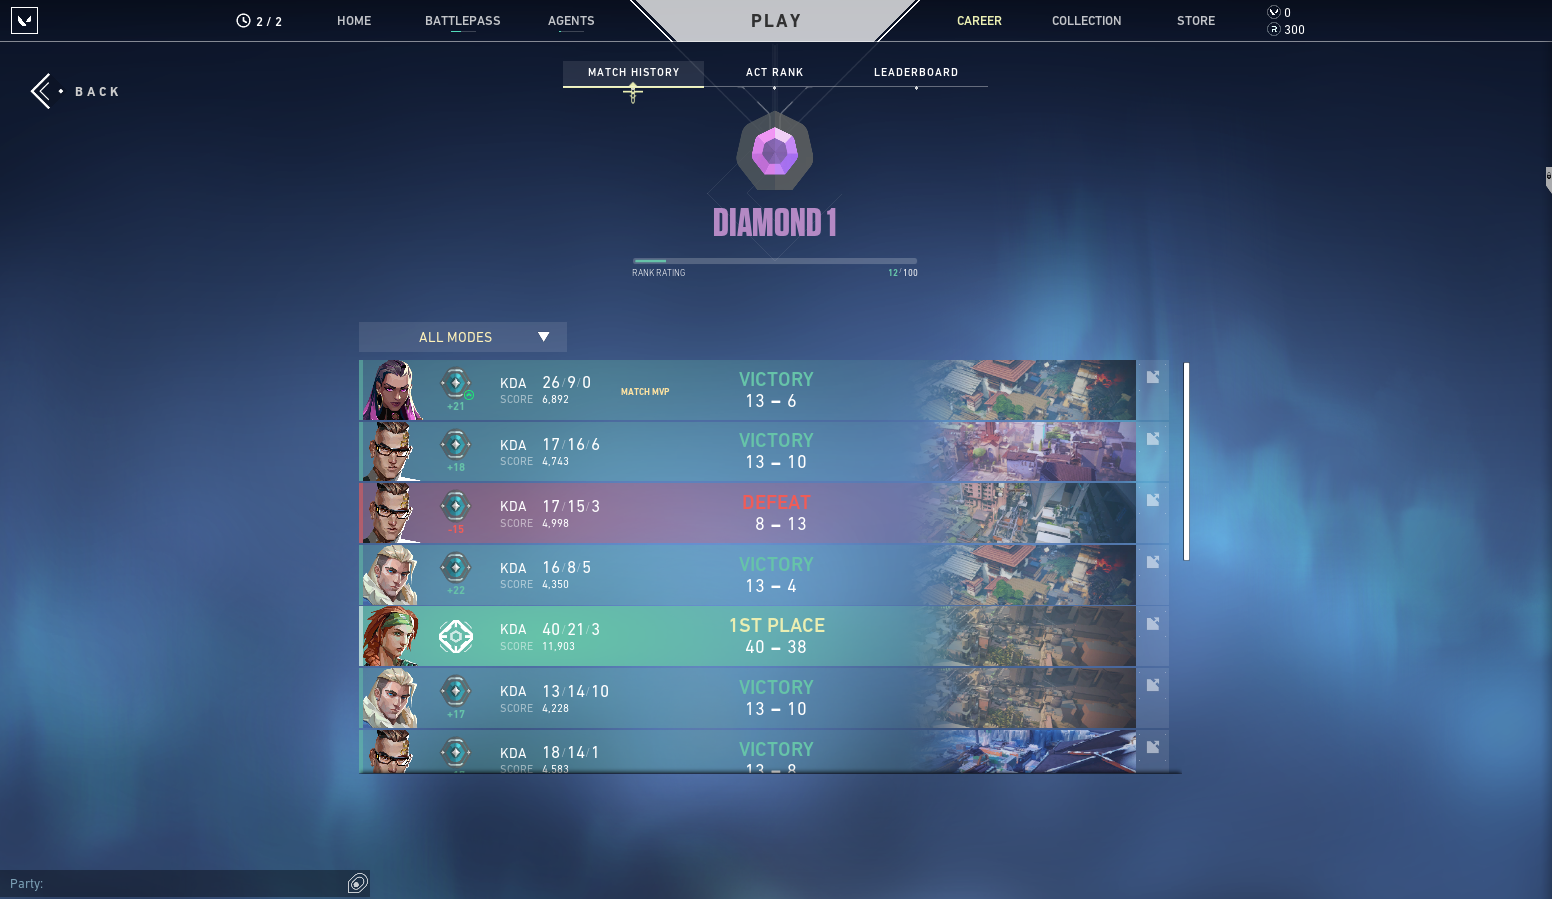 2 / 2
HOME
BATTLEPASS
AGENTS
PLAY
CAREER
COLLECTION
STORE
0
R 300
BACK
MATCH HISTORY
ACT RANK
LEADERBOARD
DIAMOND 1
RANK RATING
12/100
ALL MODES
+21
KDA 26/9/0
SCORE 6,892
MATCH MVP
VICTORY
13 – 6
+18
KDA 17/16/6
SCORE 4,743
VICTORY
13 – 10
-15
KDA 17/15/3
SCORE 4,998
DEFEAT
8 – 13
+22
KDA 16/8/5
SCORE 4,350
VICTORY
13 – 4
KDA 40/21/3
SCORE 11,903
1ST PLACE
40 – 38
+17
KDA 13/14/10
SCORE 4,228
VICTORY
13 – 10
KDA 18/14/1
SCORE 4,583
VICTORY
13 – 8
Party: